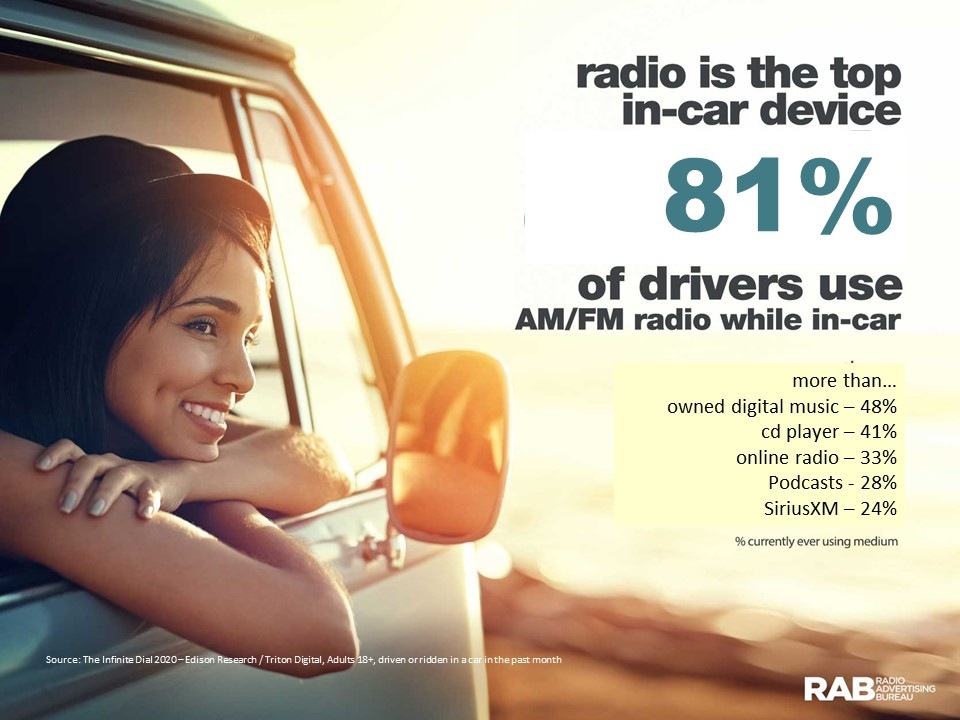 radio is the top
in-car device
81%
of drivers use
AM/FM radio while in-car
more than...
owned digital music – 48%
cd player – 41%
online radio – 33%
Podcasts - 28%
SiriusXM – 24%
% currently ever using medium
Source: The Infinite Dial 2020 – Edison Research / Triton Digital, Adults 18+, driven or ridden in a car in the past month
RAB RADIO
ADVERTISING
BUREAU